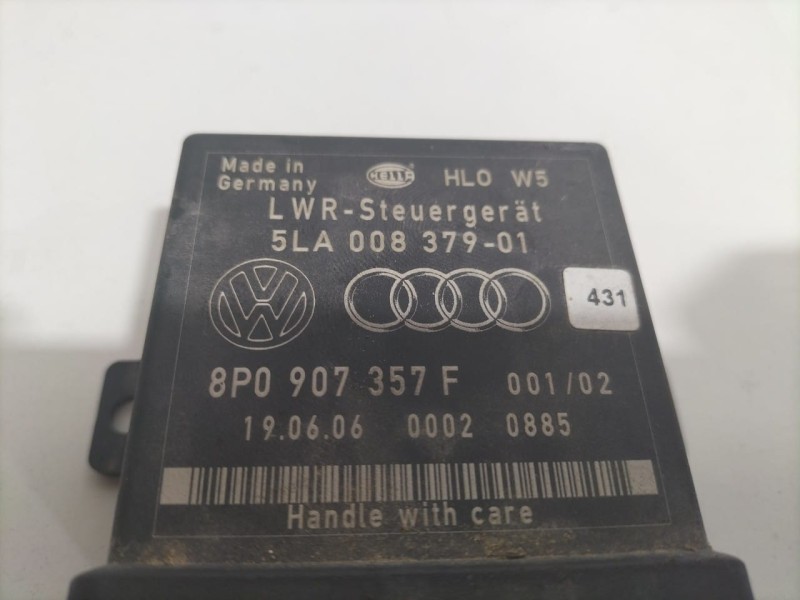 Made in
Germany
HELLA
HLO W5
LWR-Steuergerät
5LA 008 379-01
431
8P0 907 357 F 001/02
19.06.06 0002 0885
Handle with care